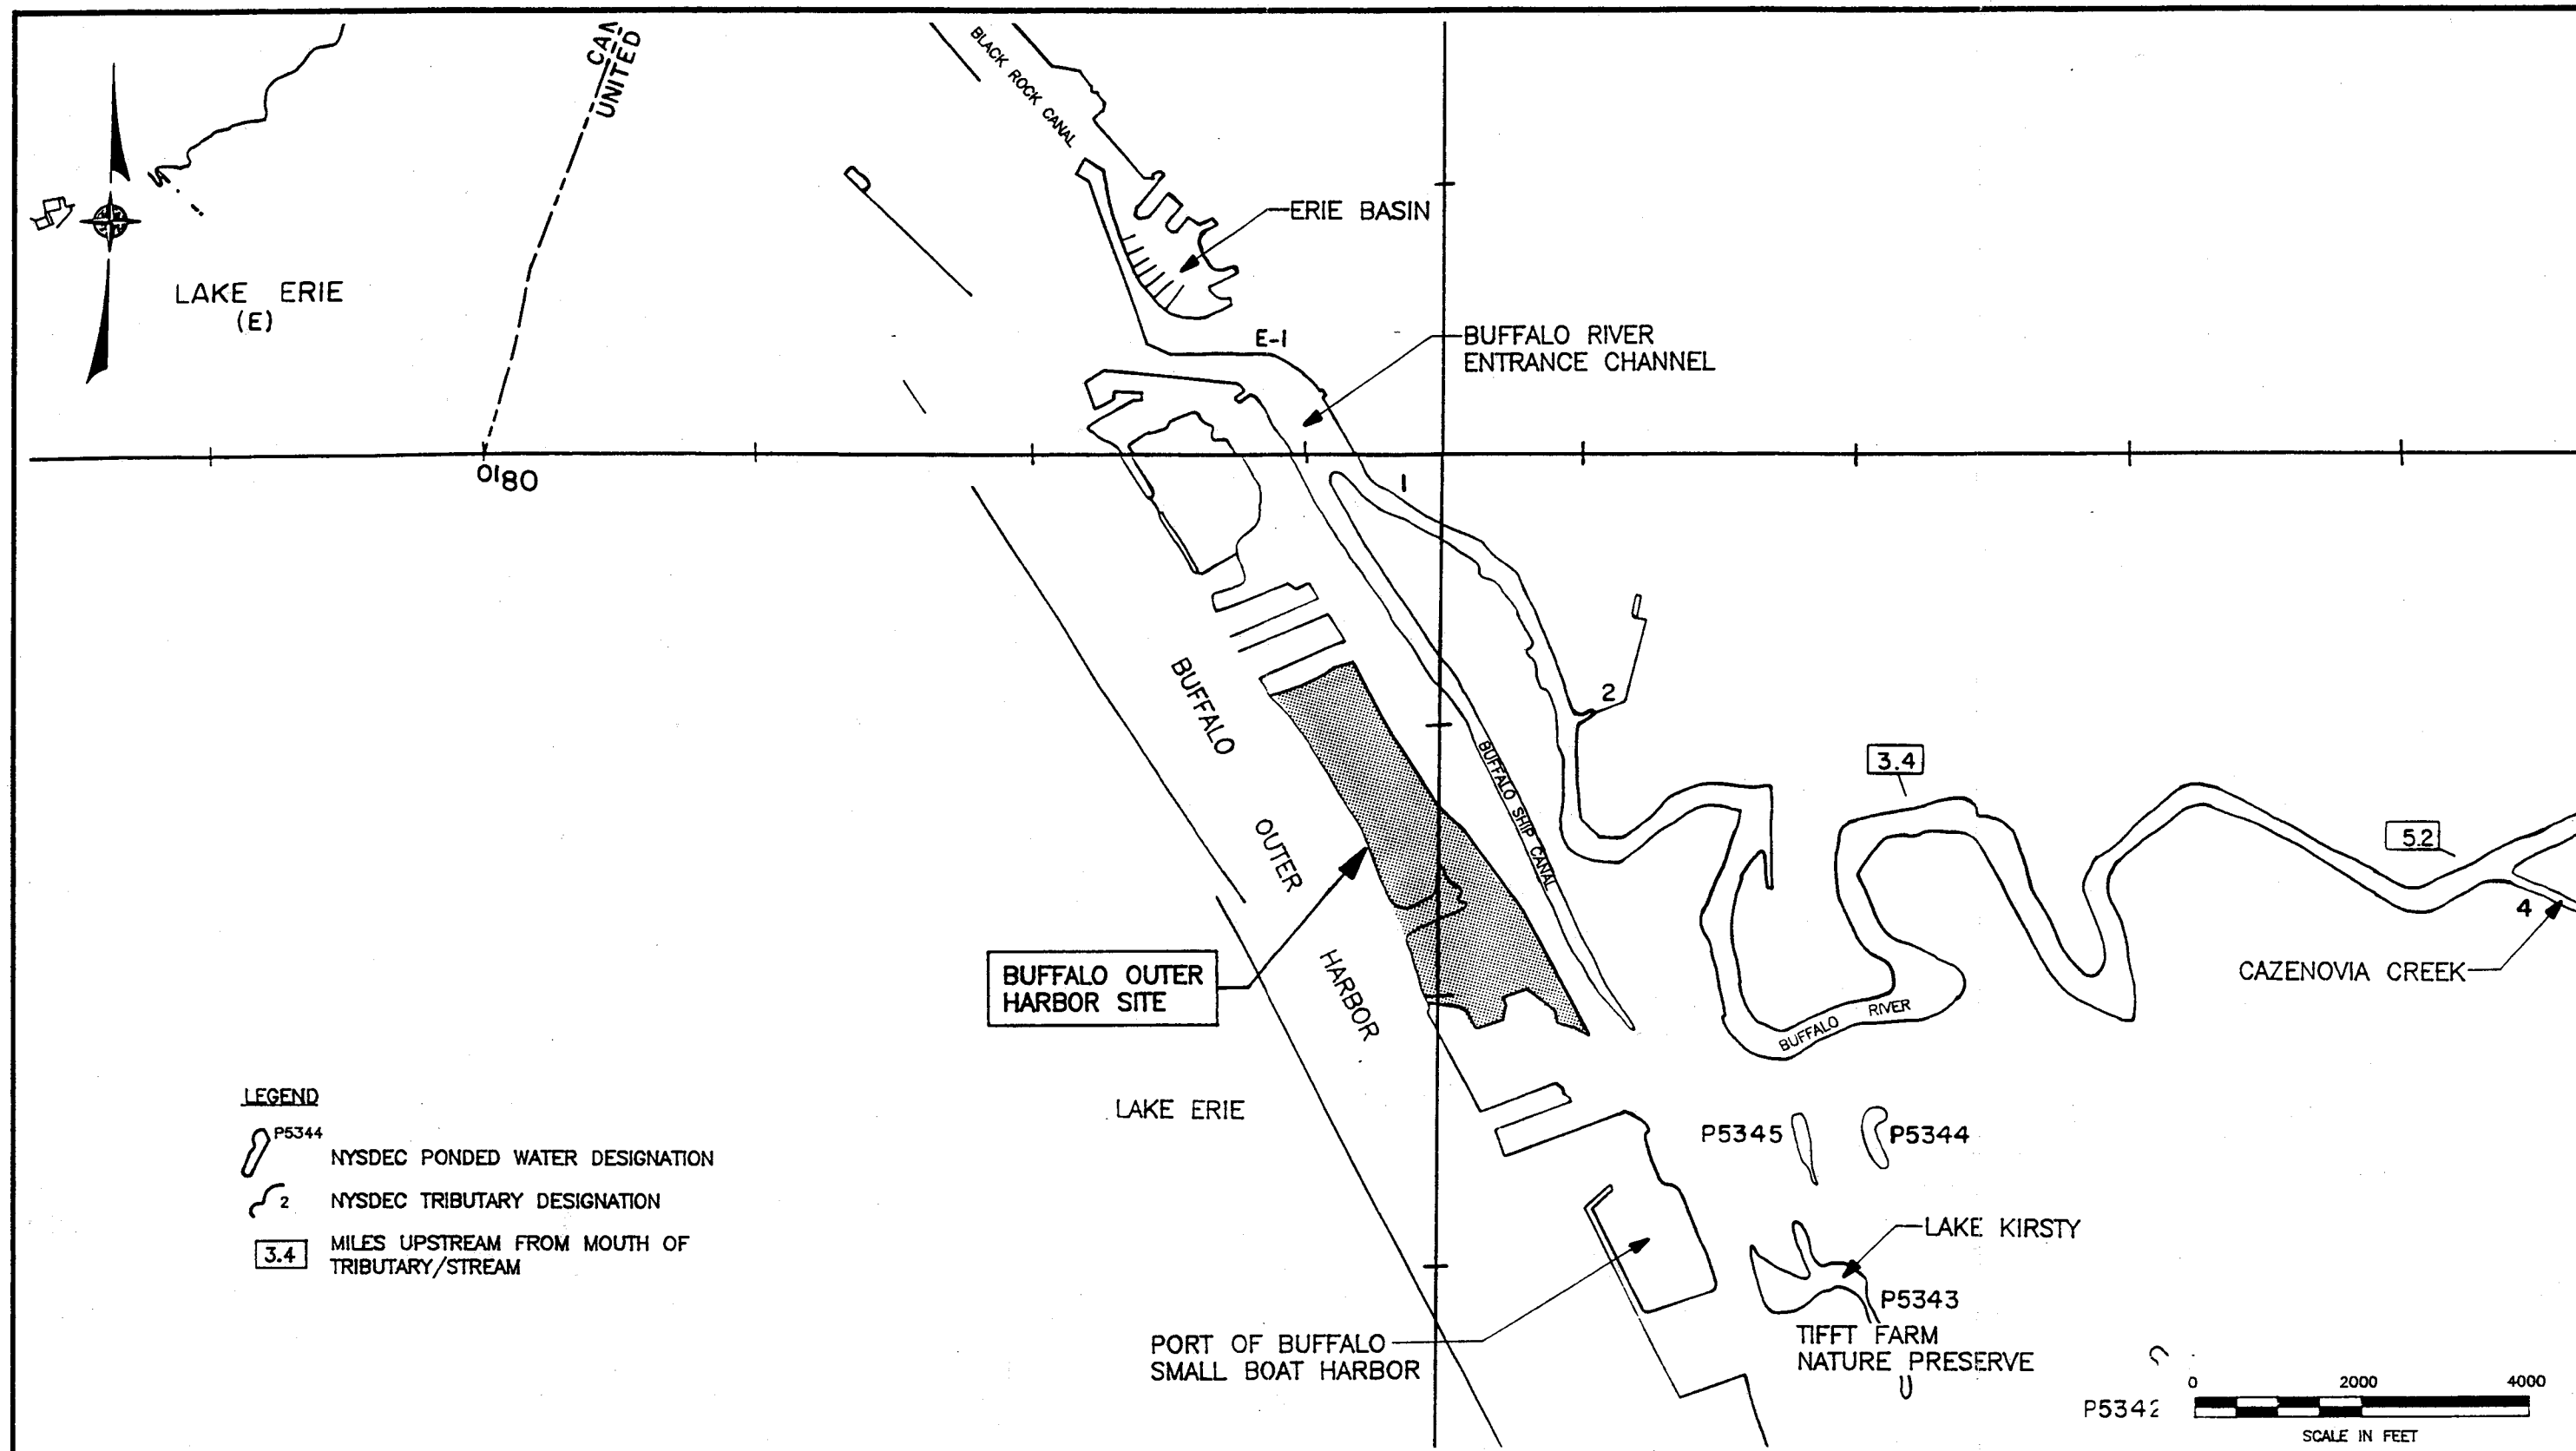 CAN
UNITED
BLACK ROCK CANAL
ERIE BASIN
LAKE ERIE
(E)
E-1
BUFFALO RIVER
ENTRANCE CHANNEL
0180
1
2
BUFFALO
OUTER
HARBOR
BUFFALO SHIP CANAL
3.4
5.2
4
CAZENOVIA CREEK
BUFFALO OUTER
HARBOR SITE
BUFFALO RIVER
LEGEND
P5344
NYSDEC PONDED WATER DESIGNATION
2
NYSDEC TRIBUTARY DESIGNATION
3.4
MILES UPSTREAM FROM MOUTH OF
TRIBUTARY/STREAM
LAKE ERIE
P5345
P5344
LAKE KIRSTY
P5343
TIFFT FARM
NATURE PRESERVE
PORT OF BUFFALO
SMALL BOAT HARBOR
P5342
0 2000 4000
SCALE IN FEET